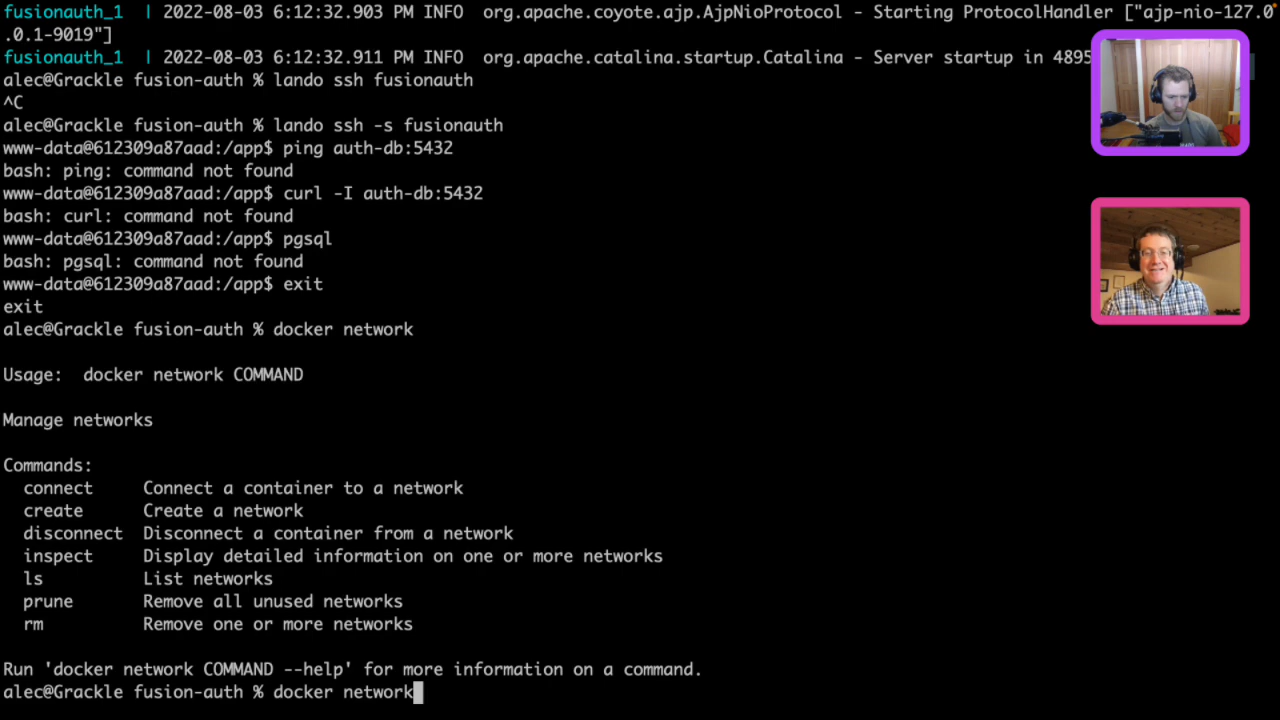 fusionauth_1  | 2022-08-03 6:12:32.903 PM INFO  org.apache.coyote.ajp.AjpNioProtocol - Starting ProtocolHandler ["ajp-nio-127.0
.0.1-9019"]
fusionauth_1  | 2022-08-03 6:12:32.911 PM INFO  org.apache.catalina.startup.Catalina - Server startup in 4895
alec@Grackle fusion-auth % lando ssh fusionauth
^C
alec@Grackle fusion-auth % lando ssh -s fusionauth
www-data@612309a87aad:/app$ ping auth-db:5432
bash: ping: command not found
www-data@612309a87aad:/app$ curl -I auth-db:5432
bash: curl: command not found
www-data@612309a87aad:/app$ pgsql
bash: pgsql: command not found
www-data@612309a87aad:/app$ exit
exit
alec@Grackle fusion-auth % docker network
Usage:  docker network COMMAND
Manage networks
Commands:
  connect     Connect a container to a network
  create      Create a network
  disconnect  Disconnect a container from a network
  inspect     Display detailed information on one or more networks
  ls          List networks
  prune       Remove all unused networks
  rm          Remove one or more networks
Run 'docker network COMMAND --help' for more information on a command.
alec@Grackle fusion-auth % docker network